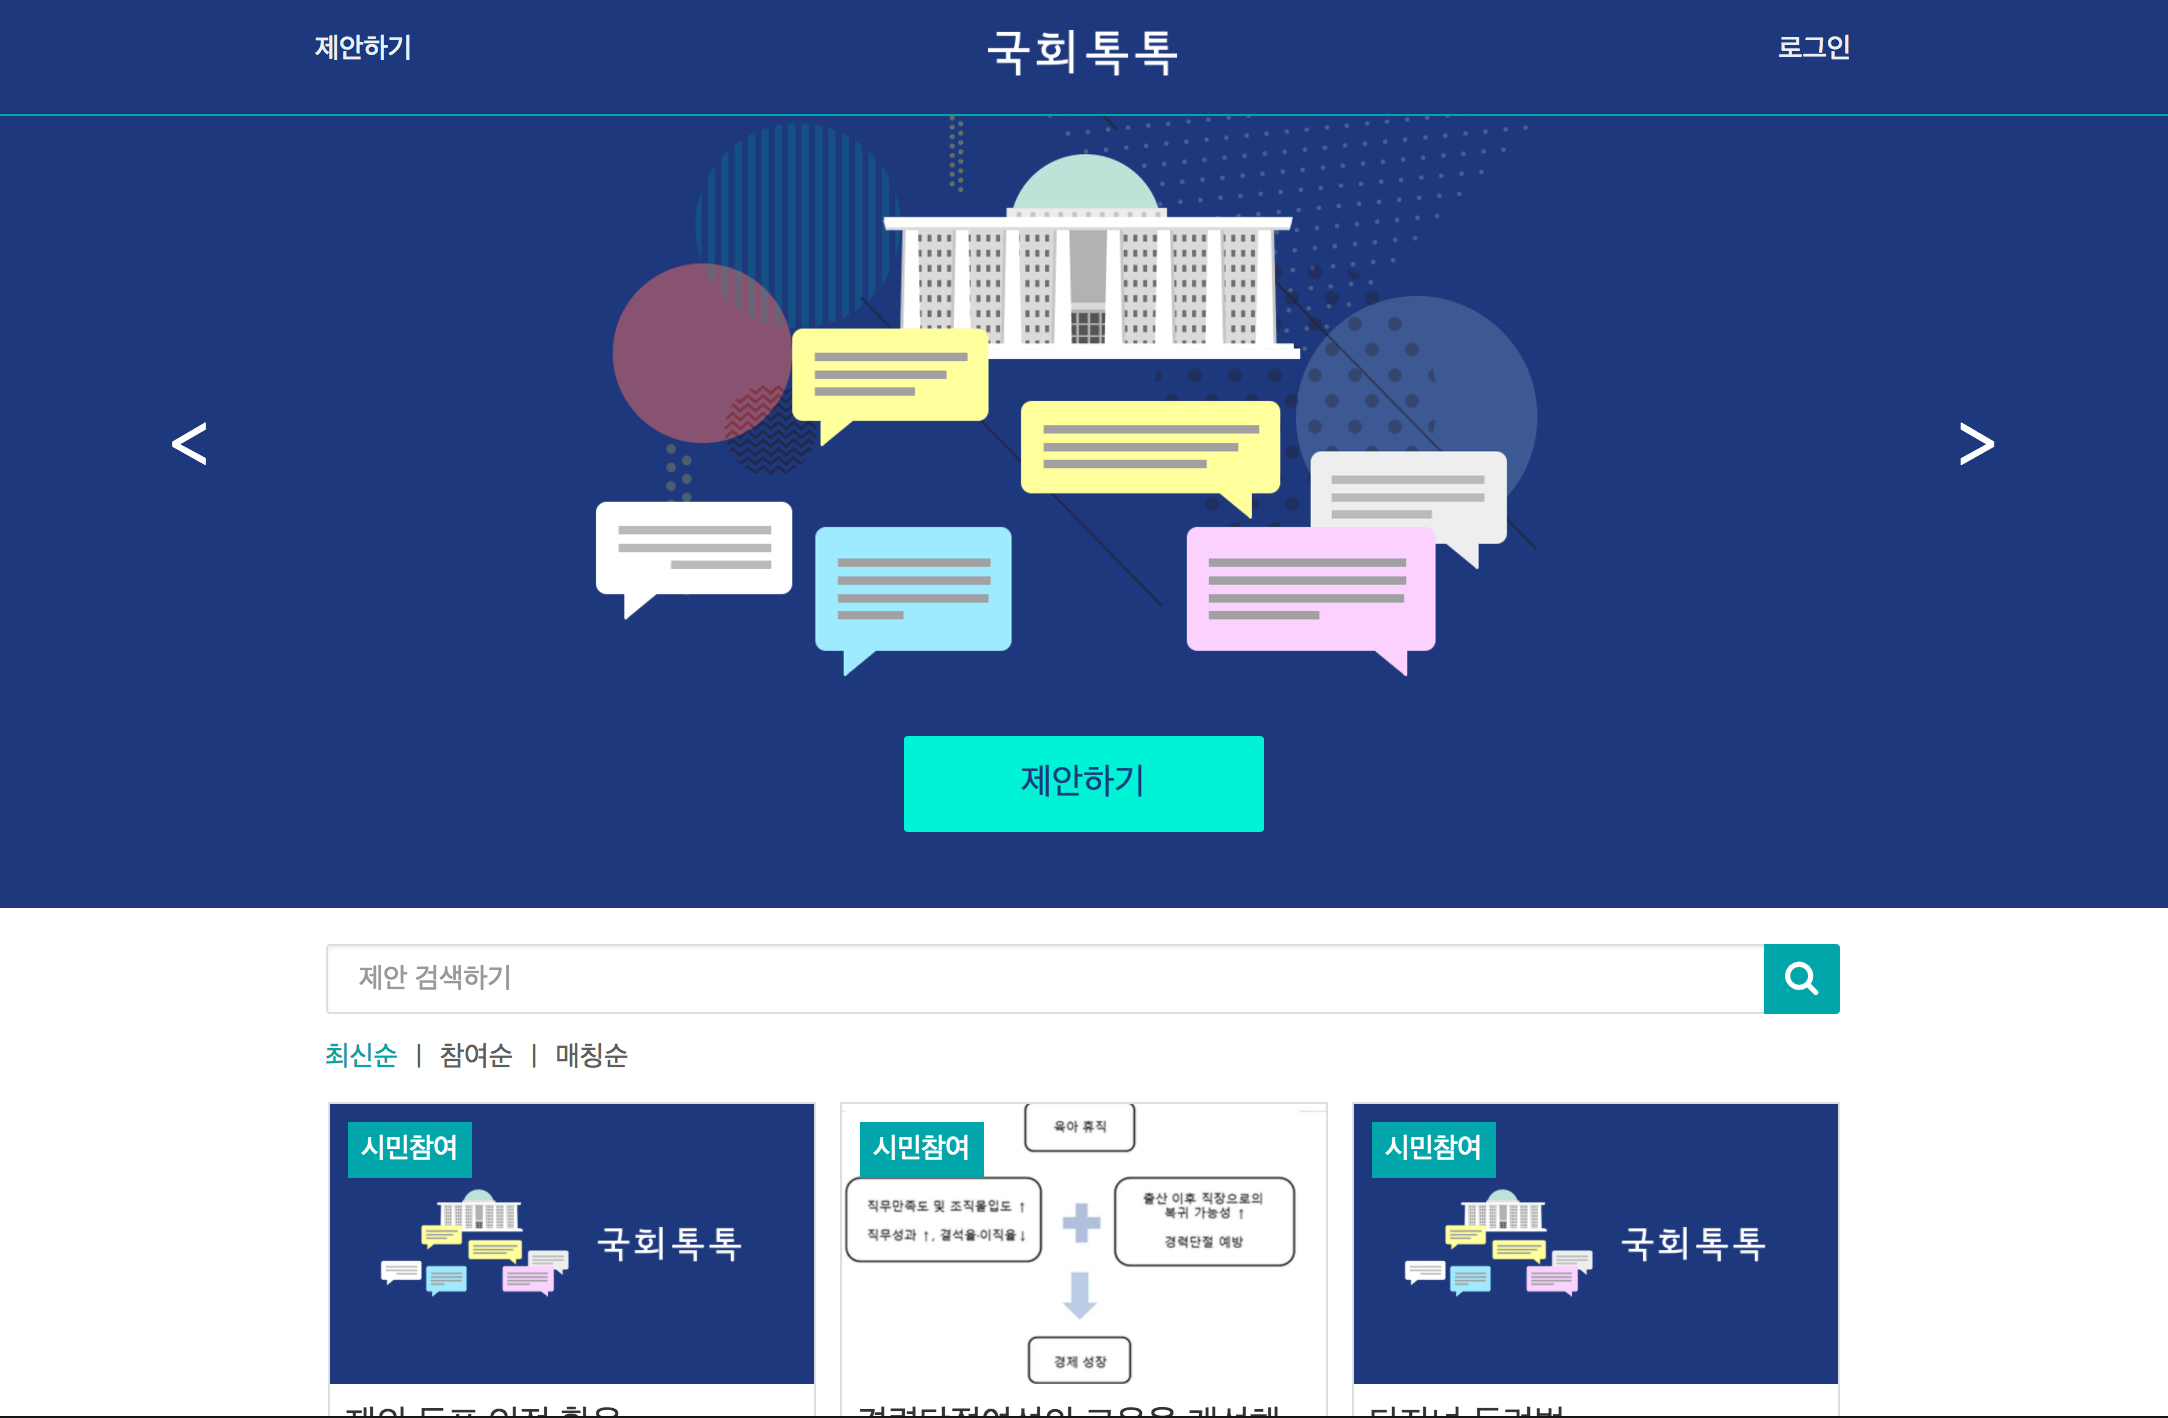 제안하기
국회톡톡
로그인
<
>
제안하기
제안 검색하기
최신순 | 참여순 | 매칭순
시민참여
국회톡톡
시민참여
육아 휴직
직무만족도 및 조직몰입도 ↑
직무성과 ↑, 결석율·이직율↓
출산 이후 직장으로의
복귀 가능성 ↑
경력단절 예방
경제 성장
시민참여
국회톡톡